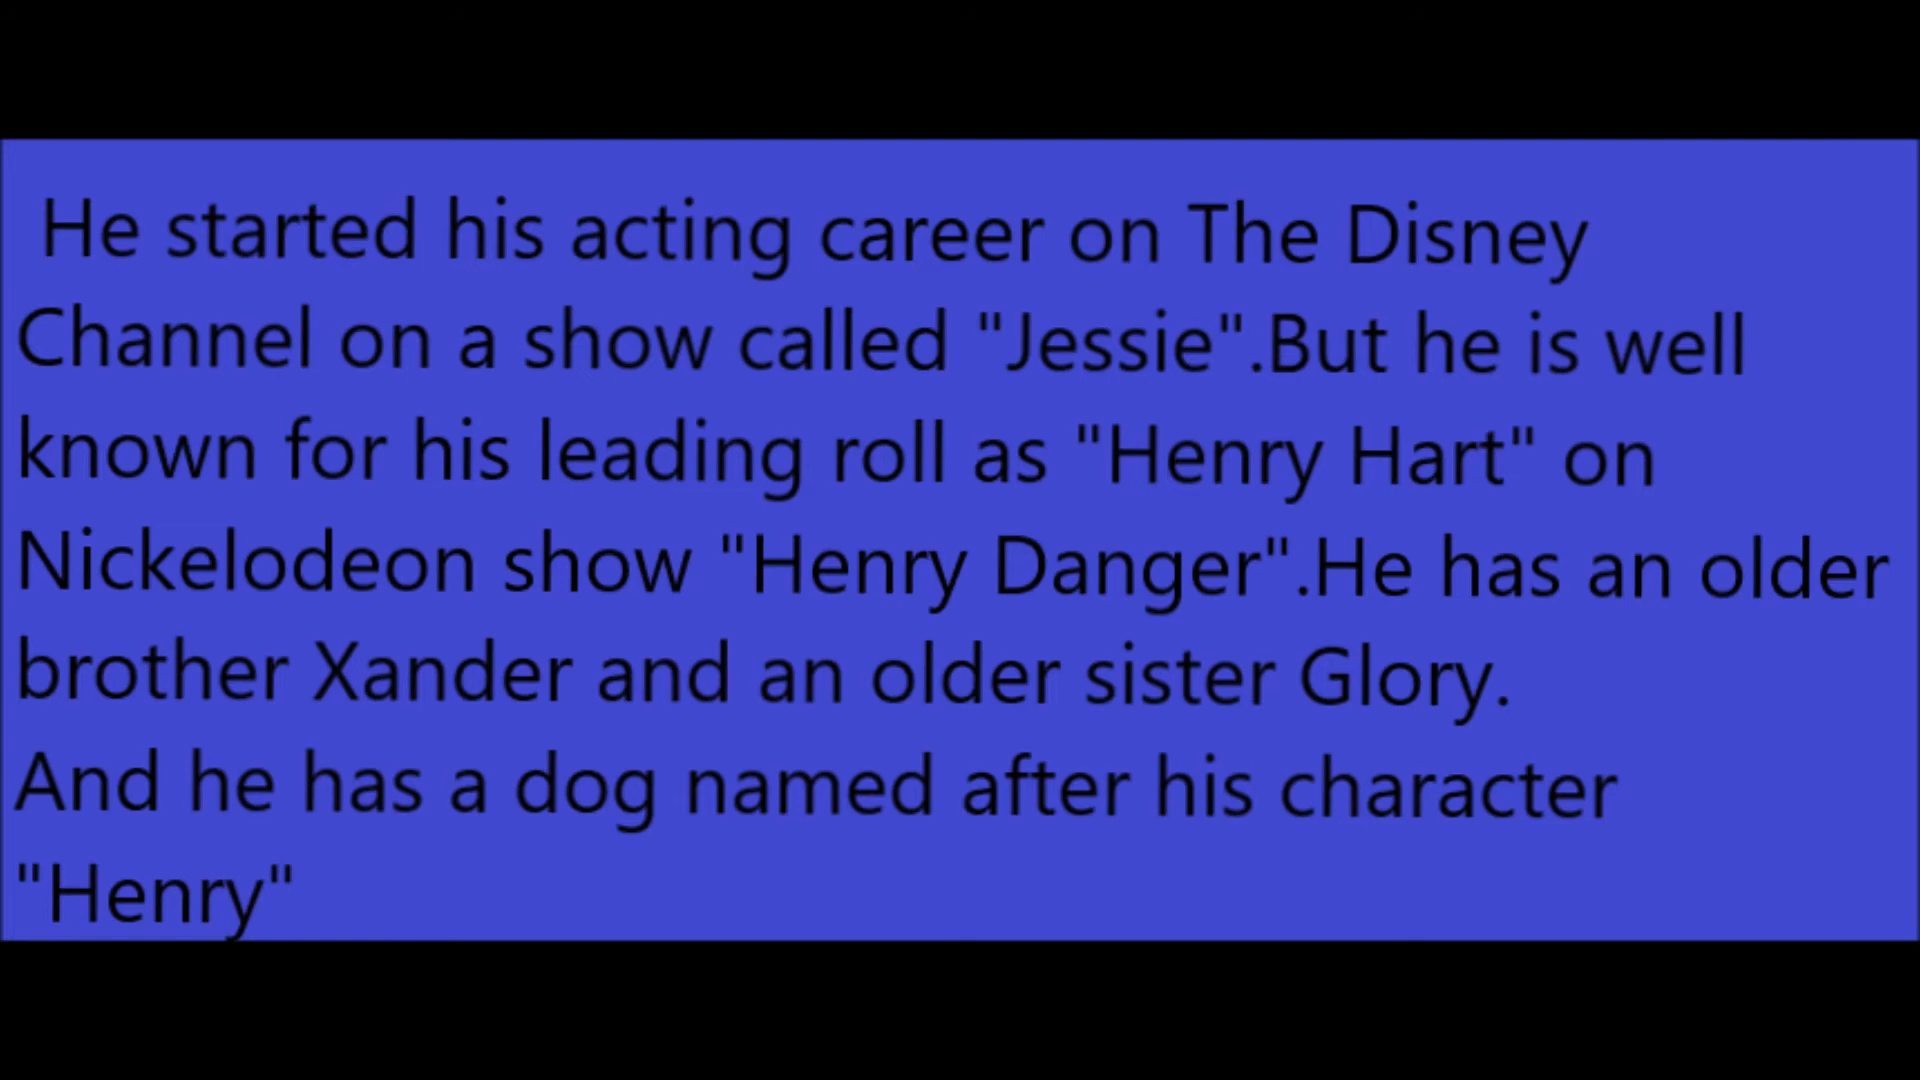 He started his acting career on The Disney
Channel on a show called "Jessie".But he is well
known for his leading roll as "Henry Hart" on
Nickelodeon show "Henry Danger".He has an older
brother Xander and an older sister Glory.
And he has a dog named after his character
"Henry"